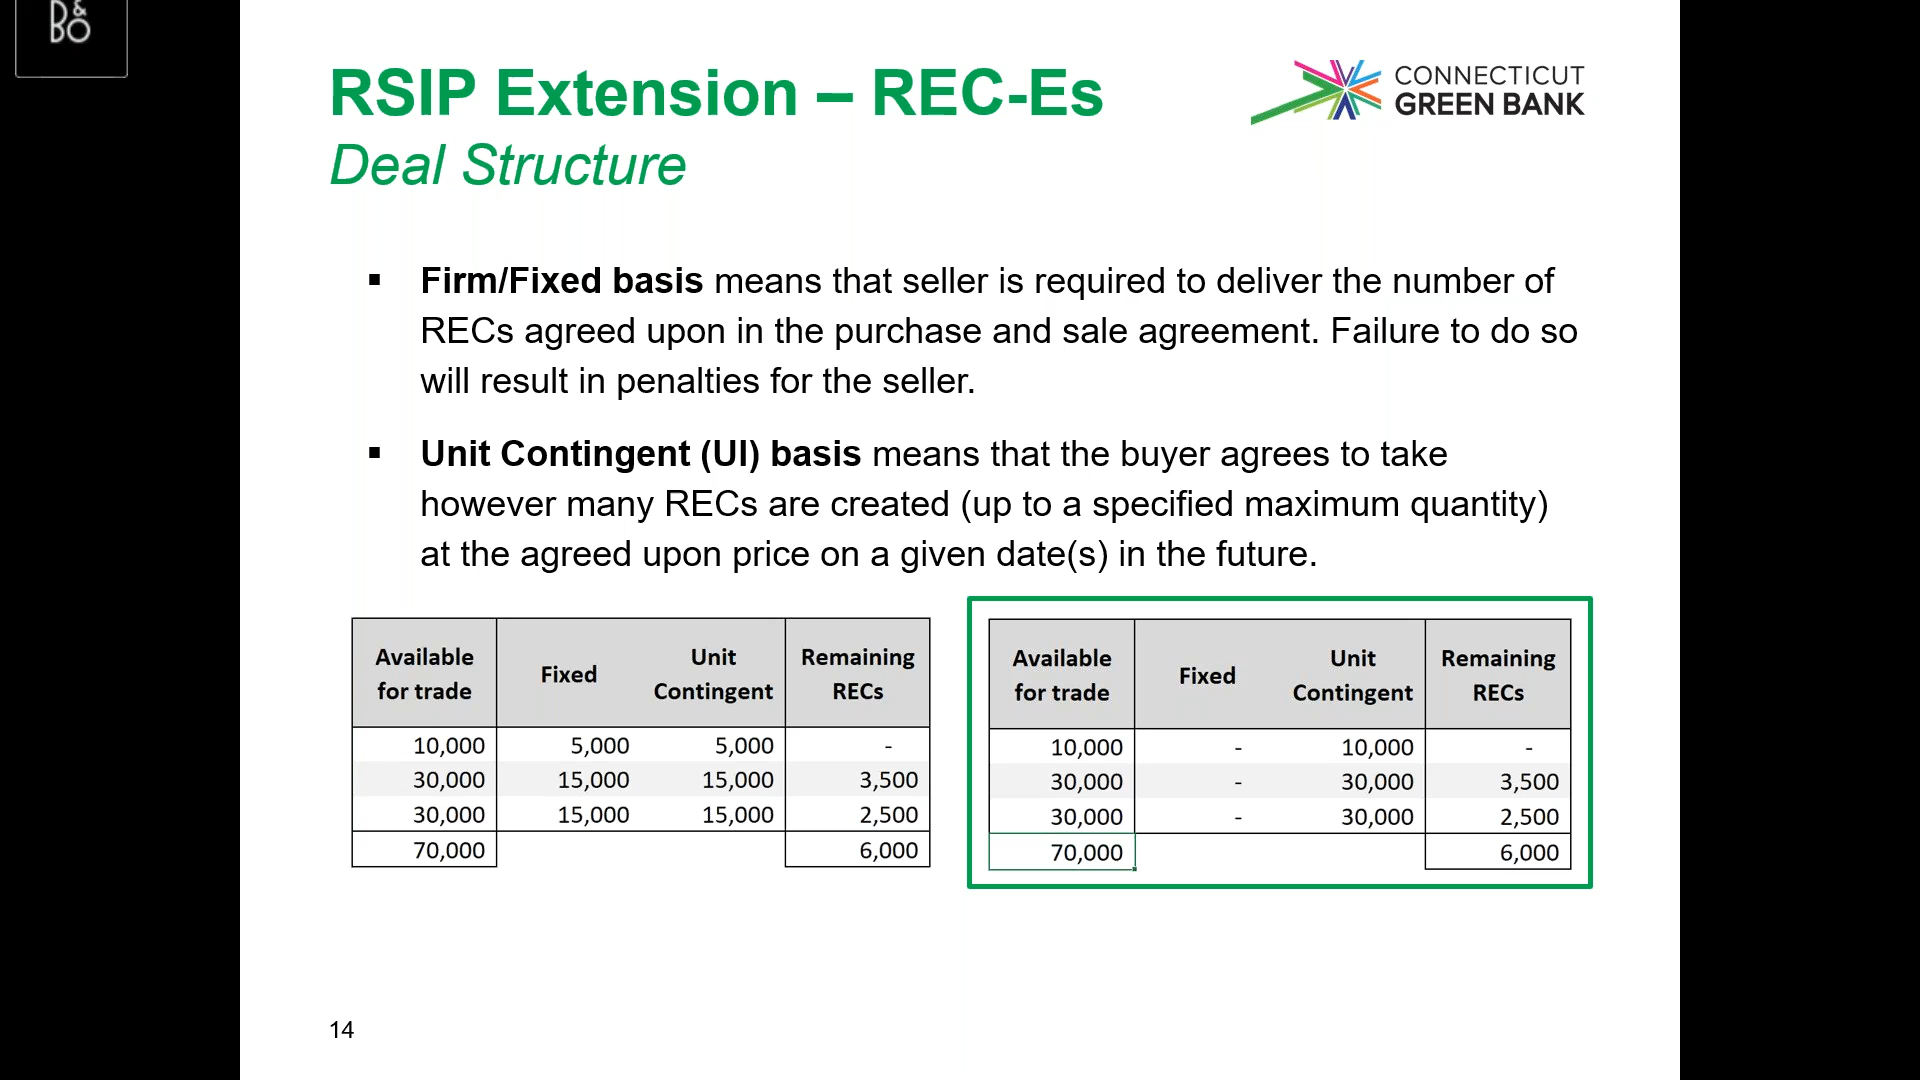 B&
BO
RSIP Extension – REC-Es
Deal Structure
CONNECTICUT
GREEN BANK
▪ Firm/Fixed basis means that seller is required to deliver the number of
RECs agreed upon in the purchase and sale agreement. Failure to do so
will result in penalties for the seller.
▪ Unit Contingent (UI) basis means that the buyer agrees to take
however many RECs are created (up to a specified maximum quantity)
at the agreed upon price on a given date(s) in the future.
Available for trade Fixed Unit Contingent Remaining RECs
10,000 5,000 5,000 -
30,000 15,000 15,000 3,500
30,000 15,000 15,000 2,500
70,000 6,000
Available for trade Fixed Unit Contingent Remaining RECs
10,000 - 10,000 -
30,000 - 30,000 3,500
30,000 - 30,000 2,500
70,000 6,000
14